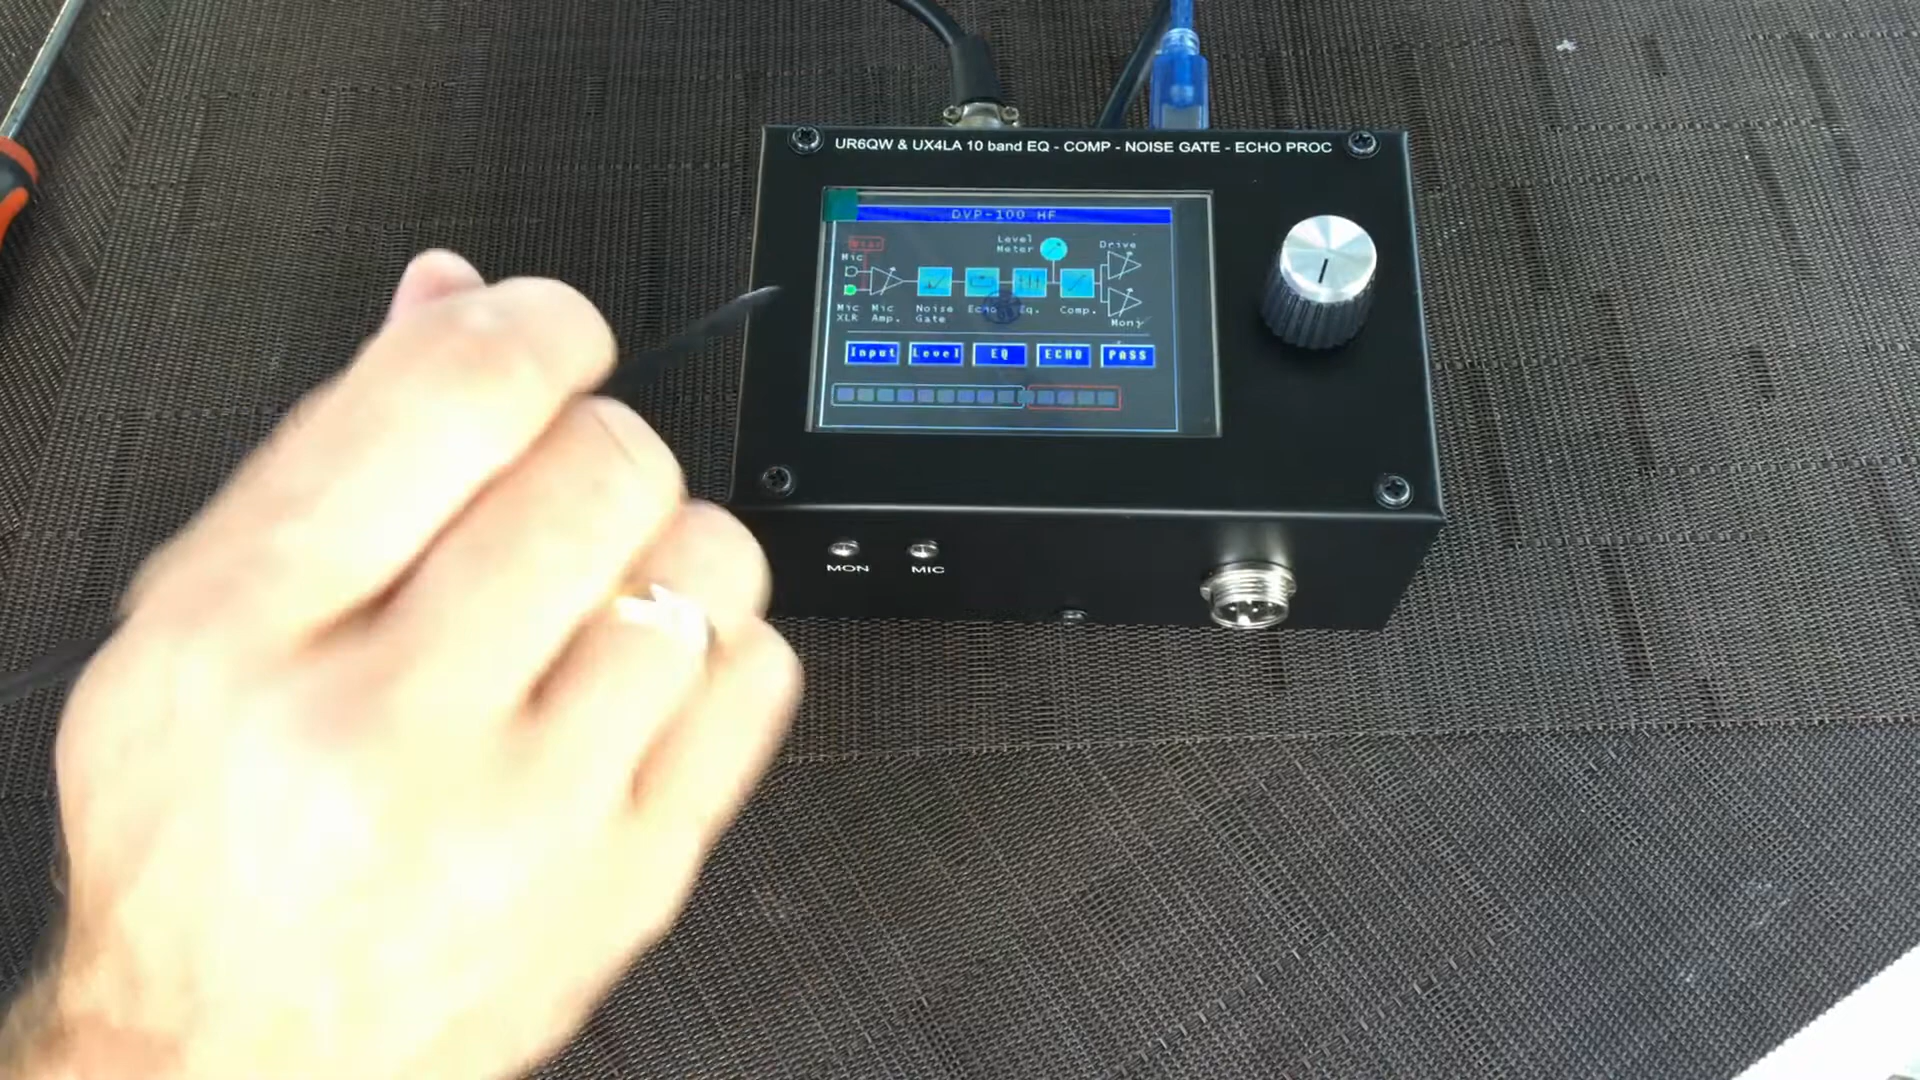 UR6QW & UX4LA 10 band EQ - COMP - NOISE GATE - ECHO PROC
DVP-100 HF
Level
Meter
Drive
Mic
Mic
XLR
Mic
Amp.
Noise
Gate
Echo
Eq.
Comp.
Input
Level
EQ
ECHO
PASS
MON
MIC